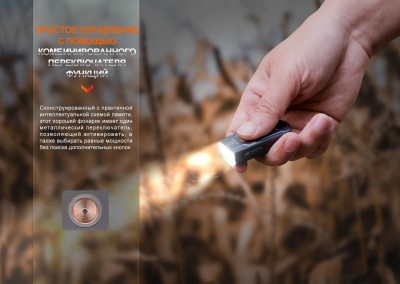 ПРОСТОЕ УПРАВЛЕНИЕ
С ПОМОЩЬЮ
КОМБИНИРОВАННОГО
ПЕРЕКЛЮЧАТЕЛЯ
ФУНКЦИЙ
Сконструированный с практичной
интеллектуальной схемой памяти,
этот хороший фонарик имеет один
металлический переключатель,
позволяющий активировать, а
также выбирать равные мощности
без поиска дополнительных кнопок.